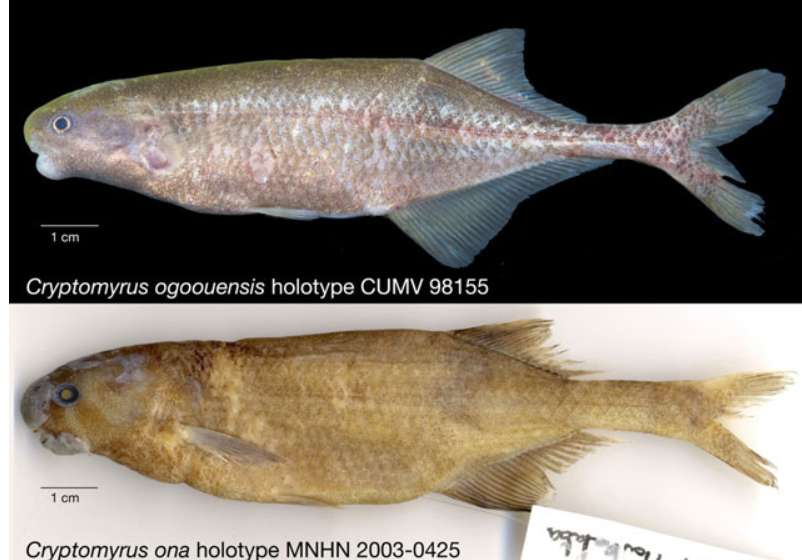 1 cm
Cryptomyrus ogoouensis holotype CUMV 98155
1 cm
Cryptomyrus ona holotype MNHN 2003-0425